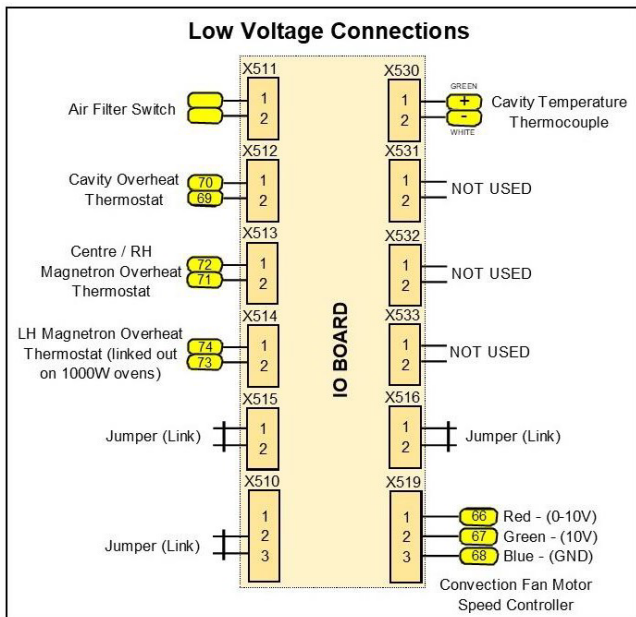 Low Voltage Connections
X511
1
2
Air Filter Switch
X512
1
2
70
69
Cavity Overheat
Thermostat
X513
1
2
72
71
Centre / RH
Magnetron Overheat
Thermostat
X514
1
2
74
73
LH Magnetron Overheat
Thermostat (linked out
on 1000W ovens)
X515
1
2
Jumper (Link)
X510
1
2
3
Jumper (Link)
IO BOARD
X530
1
2
GREEN
+
-
WHITE
Cavity Temperature
Thermocouple
X531
1
2
NOT USED
X532
1
2
NOT USED
X533
1
2
NOT USED
X516
1
2
Jumper (Link)
X519
1
2
3
66 Red - (0-10V)
67 Green - (10V)
68 Blue - (GND)
Convection Fan Motor
Speed Controller